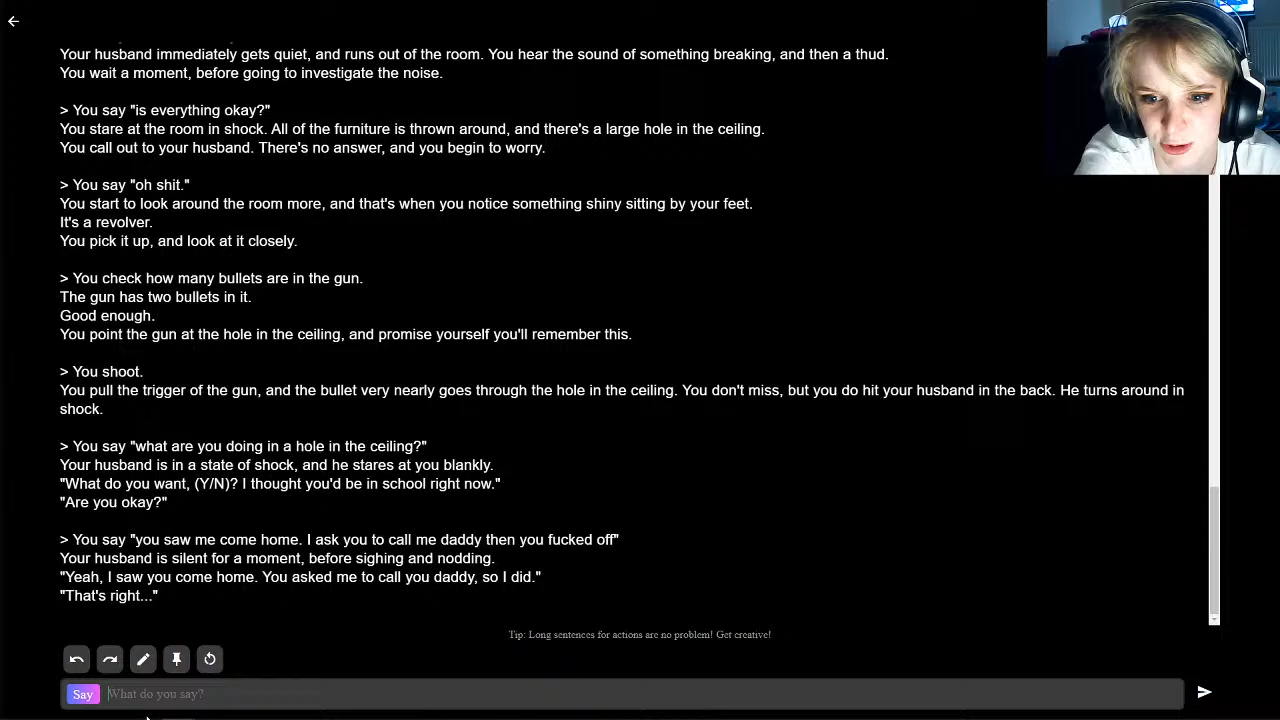 Your husband immediately gets quiet, and runs out of the room. You hear the sound of something breaking, and then a thud.
You wait a moment, before going to investigate the noise.
> You say "is everything okay?"
You stare at the room in shock. All of the furniture is thrown around, and there's a large hole in the ceiling.
You call out to your husband. There's no answer, and you begin to worry.
> You say "oh shit."
You start to look around the room more, and that's when you notice something shiny sitting by your feet.
It's a revolver.
You pick it up, and look at it closely.
> You check how many bullets are in the gun.
The gun has two bullets in it.
Good enough.
You point the gun at the hole in the ceiling, and promise yourself you'll remember this.
> You shoot.
You pull the trigger of the gun, and the bullet very nearly goes through the hole in the ceiling. You don't miss, but you do hit your husband in the back. He turns around in
shock.
> You say "what are you doing in a hole in the ceiling?"
Your husband is in a state of shock, and he stares at you blankly.
"What do you want, (Y/N)? I thought you'd be in school right now."
"Are you okay?"
> You say "you saw me come home. I ask you to call me daddy then you fucked off"
Your husband is silent for a moment, before sighing and nodding.
"Yeah, I saw you come home. You asked me to call you daddy, so I did."
"That's right..."
Tip: Long sentences for actions are no problem! Get creative!
Say What do you say?